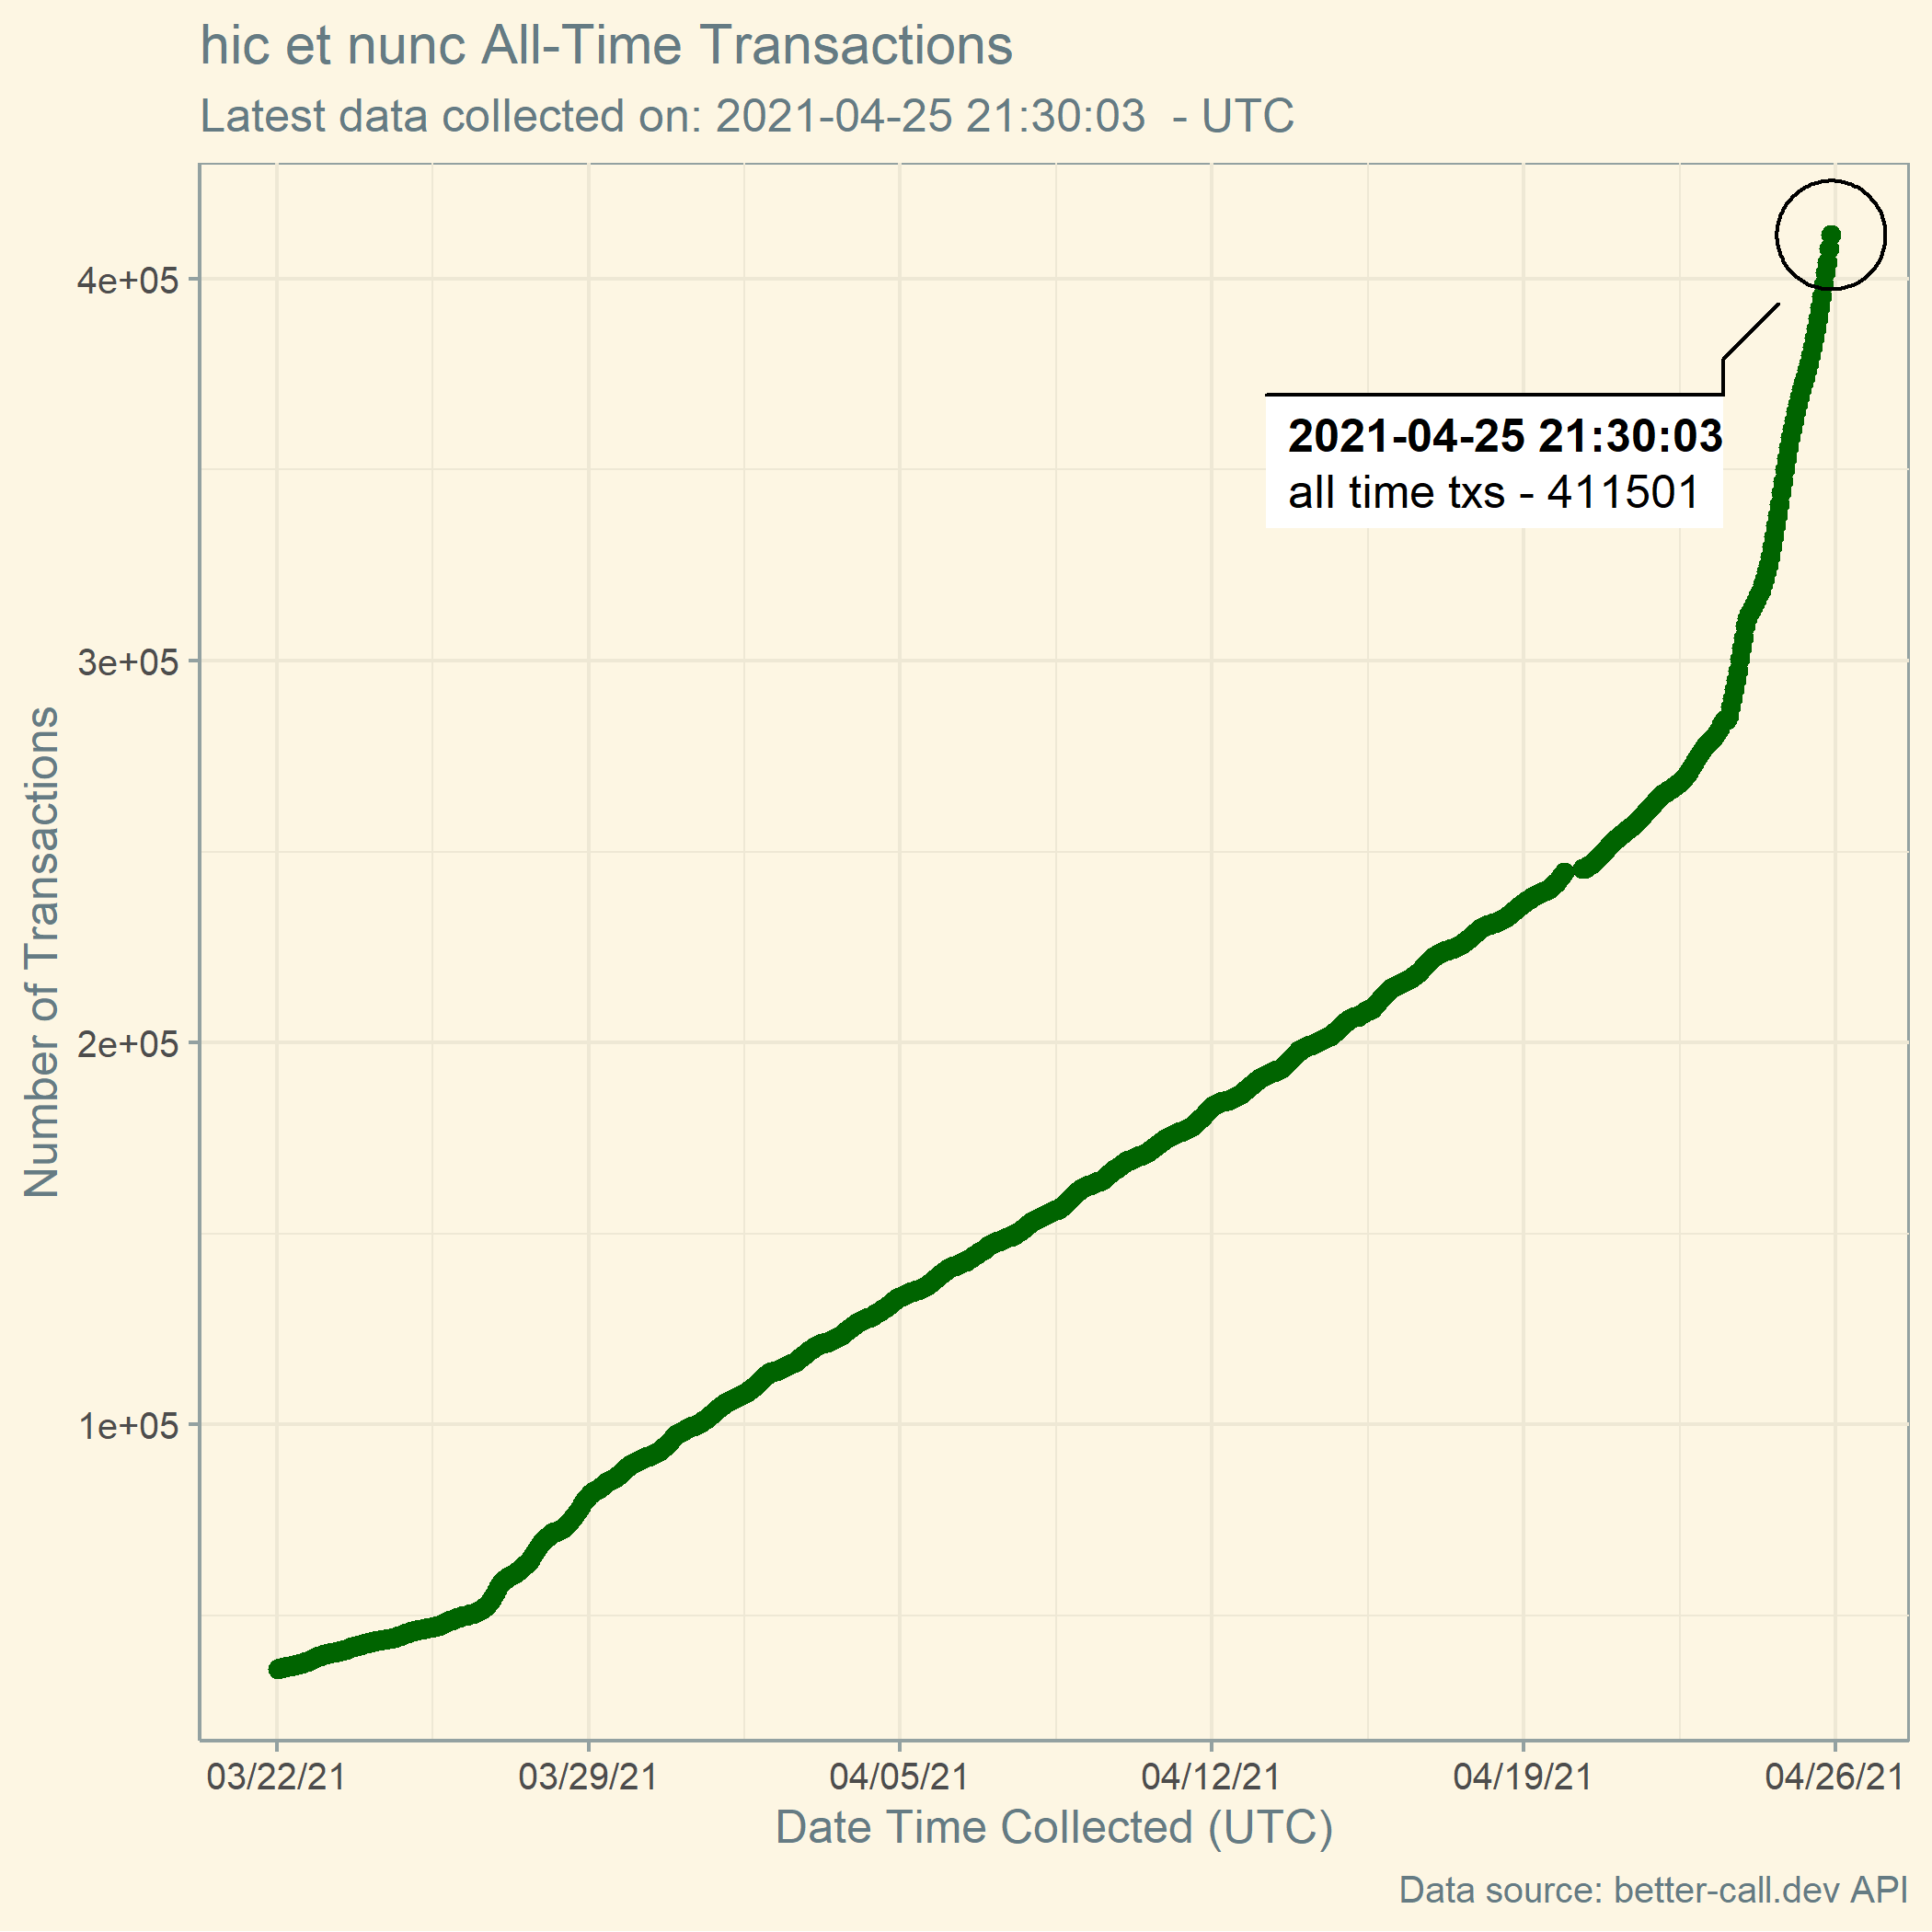 hic et nunc All-Time Transactions
Latest data collected on: 2021-04-25 21:30:03  - UTC
4e+05
2021-04-25 21:30:03
all time txs - 411501
3e+05
Number of Transactions
2e+05
1e+05
03/22/21 03/29/21 04/05/21 04/12/21 04/19/21 04/26/21
Date Time Collected (UTC)
Data source: better-call.dev API